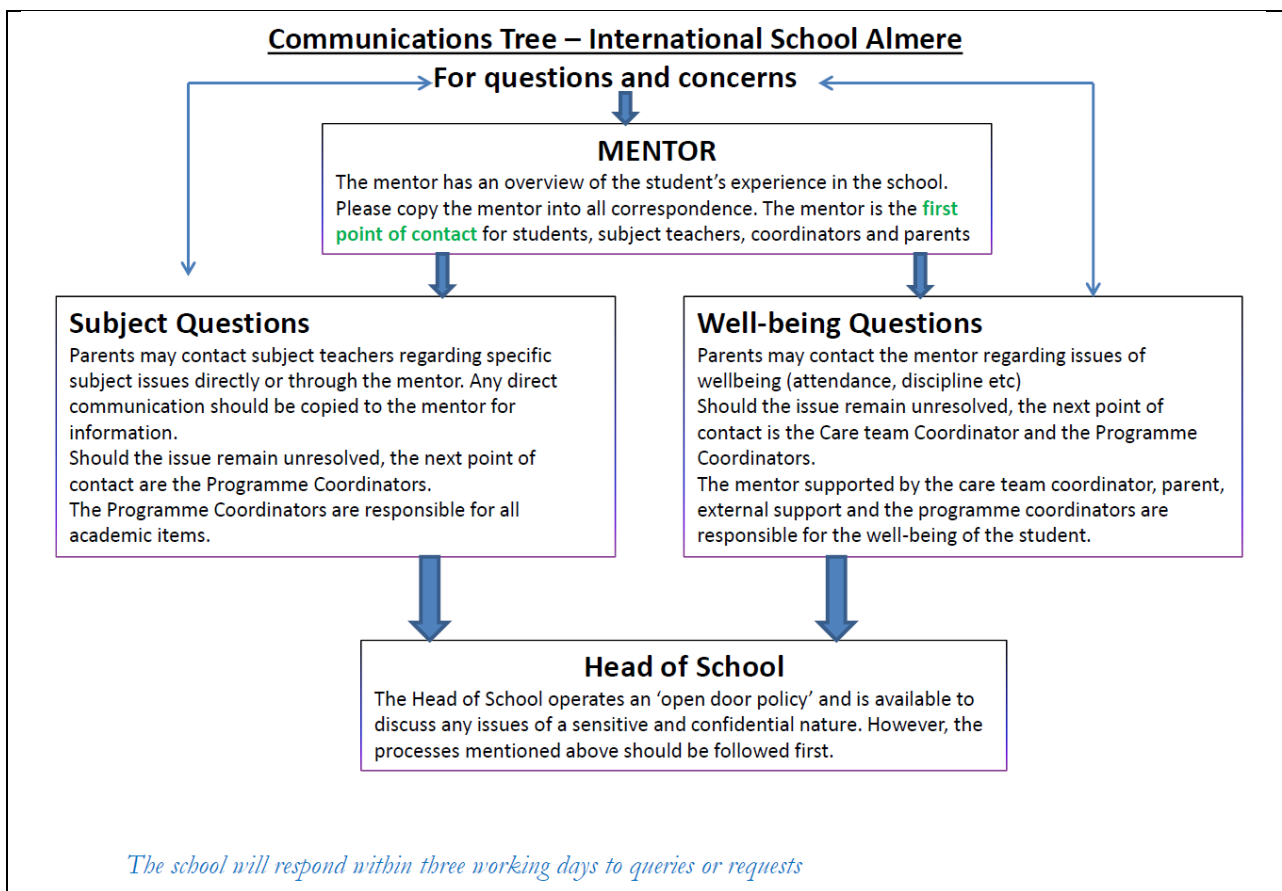 Communications Tree – International School Almere
For questions and concerns
MENTOR
The mentor has an overview of the student's experience in the school.
Please copy the mentor into all correspondence. The mentor is the first
point of contact for students, subject teachers, coordinators and parents
Subject Questions
Parents may contact subject teachers regarding specific
subject issues directly or through the mentor. Any direct
communication should be copied to the mentor for
information.
Should the issue remain unresolved, the next point of
contact are the Programme Coordinators.
The Programme Coordinators are responsible for all
academic items.
Well-being Questions
Parents may contact the mentor regarding issues of
wellbeing (attendance, discipline etc)
Should the issue remain unresolved, the next point of
contact is the Care team Coordinator and the Programme
Coordinators.
The mentor supported by the care team coordinator, parent,
external support and the programme coordinators are
responsible for the well-being of the student.
Head of School
The Head of School operates an ‘open door policy’ and is available to
discuss any issues of a sensitive and confidential nature. However, the
processes mentioned above should be followed first.
The school will respond within three working days to queries or requests